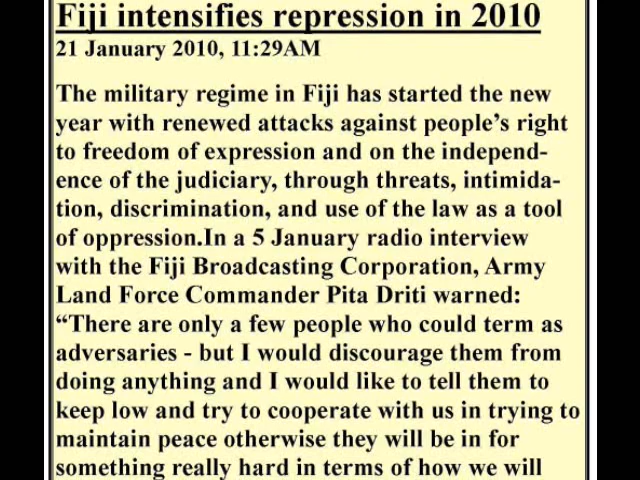 Fiji intensifies repression in 2010
21 January 2010, 11:29AM
The military regime in Fiji has started the new
year with renewed attacks against people’s right
to freedom of expression and on the independ-
ence of the judiciary, through threats, intimida-
tion, discrimination, and use of the law as a tool
of oppression.In a 5 January radio interview
with the Fiji Broadcasting Corporation, Army
Land Force Commander Pita Driti warned:
“There are only a few people who could term as
adversaries - but I would discourage them from
doing anything and I would like to tell them to
keep low and try to cooperate with us in trying to
maintain peace otherwise they will be in for
something really hard in terms of how we will